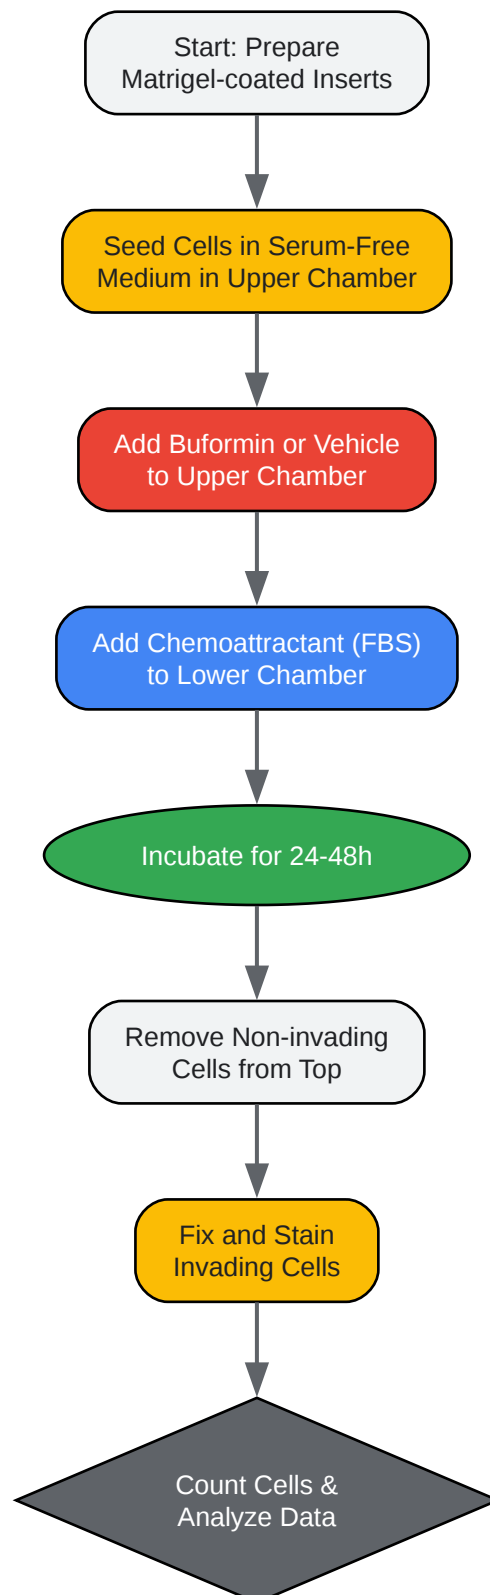 Start: Prepare
Matrigel-coated Inserts
Seed Cells in Serum-Free
Medium in Upper Chamber
Add Buformin or Vehicle
to Upper Chamber
Add Chemoattractant (FBS)
to Lower Chamber
Incubate for 24-48h
Remove Non-invading
Cells from Top
Fix and Stain
Invading Cells
Count Cells &
Analyze Data